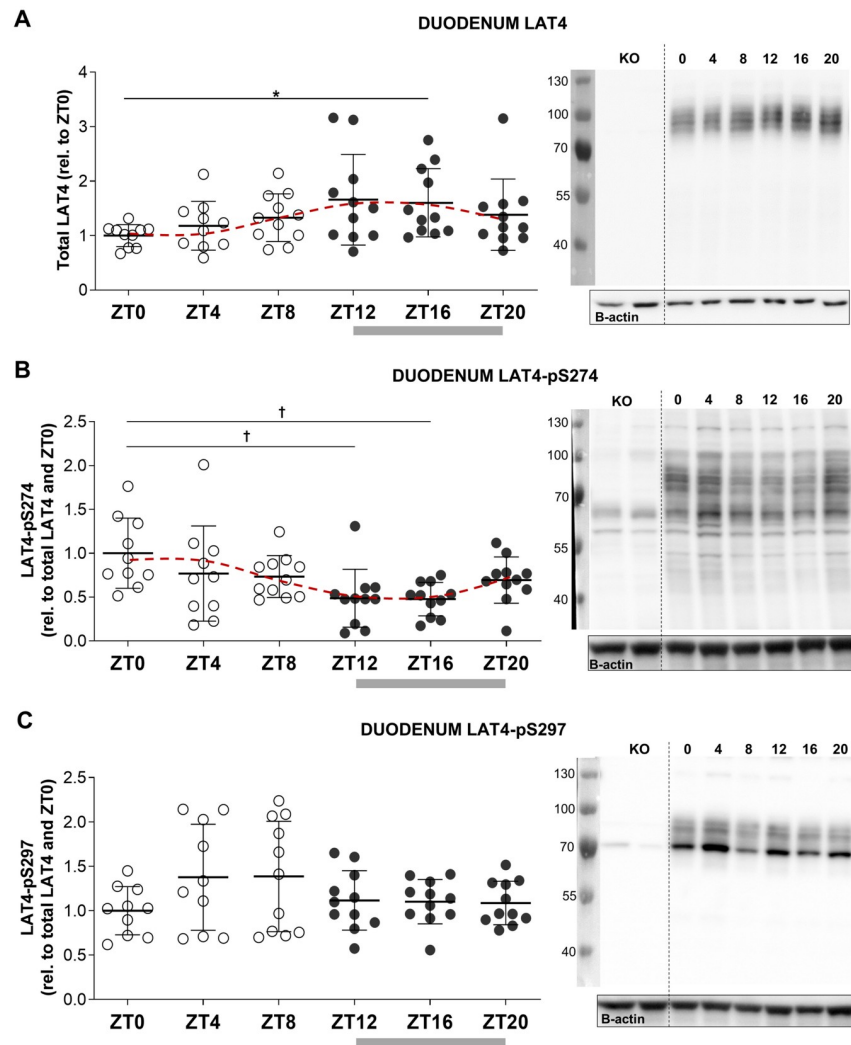 A
DUODENUM LAT4
Total LAT4 (rel. to ZT0)
4
3
2
1
0
*
ZT0 ZT4 ZT8 ZT12 ZT16 ZT20
KO 0 4 8 12 16 20
130
100
70
55
40
B-actin
B
DUODENUM LAT4-pS274
LAT4-pS274
(rel. to total LAT4 and ZT0)
2.5
2.0
1.5
1.0
0.5
0.0
†
†
ZT0 ZT4 ZT8 ZT12 ZT16 ZT20
KO 0 4 8 12 16 20
130
100
70
55
40
B-actin
C
DUODENUM LAT4-pS297
LAT4-pS297
(rel. to total LAT4 and ZT0)
2.5
2.0
1.5
1.0
0.5
0.0
ZT0 ZT4 ZT8 ZT12 ZT16 ZT20
KO 0 4 8 12 16 20
130
100
70
55
40
B-actin